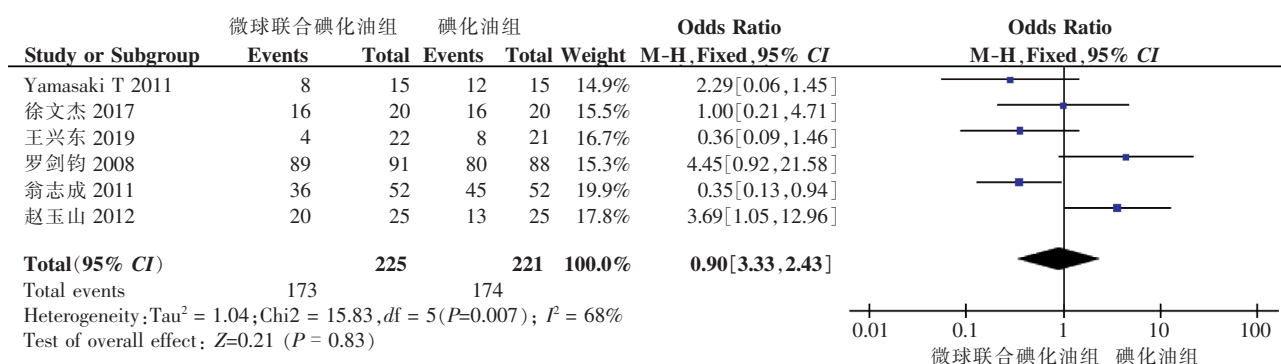 微球联合碘化油组 碘化油组 Odds Ratio Odds Ratio
Study or Subgroup Events Total Events Total Weight M-H,Fixed,95% CI M-H,Fixed,95% CI
Yamasaki T 2011 8 15 12 15 14.9% 2.29[0.06,1.45]
徐文杰 2017 16 20 16 20 15.5% 1.00[0.21,4.71]
王兴东 2019 4 22 8 21 16.7% 0.36[0.09,1.46]
罗剑钧 2008 89 91 80 88 15.3% 4.45[0.92,21.58]
翁志成 2011 36 52 45 52 19.9% 0.35[0.13,0.94]
赵玉山 2012 20 25 13 25 17.8% 3.69[1.05,12.96]
Total(95% CI) 225 221 100.0% 0.90[3.33,2.43]
Total events 173 174
Heterogeneity:Tau² = 1.04;Chi2 = 15.83,df = 5(P=0.007); I² = 68%
Test of overall effect: Z=0.21 (P = 0.83)
0.01 0.1 1 10 100
微球联合碘化油组 碘化油组